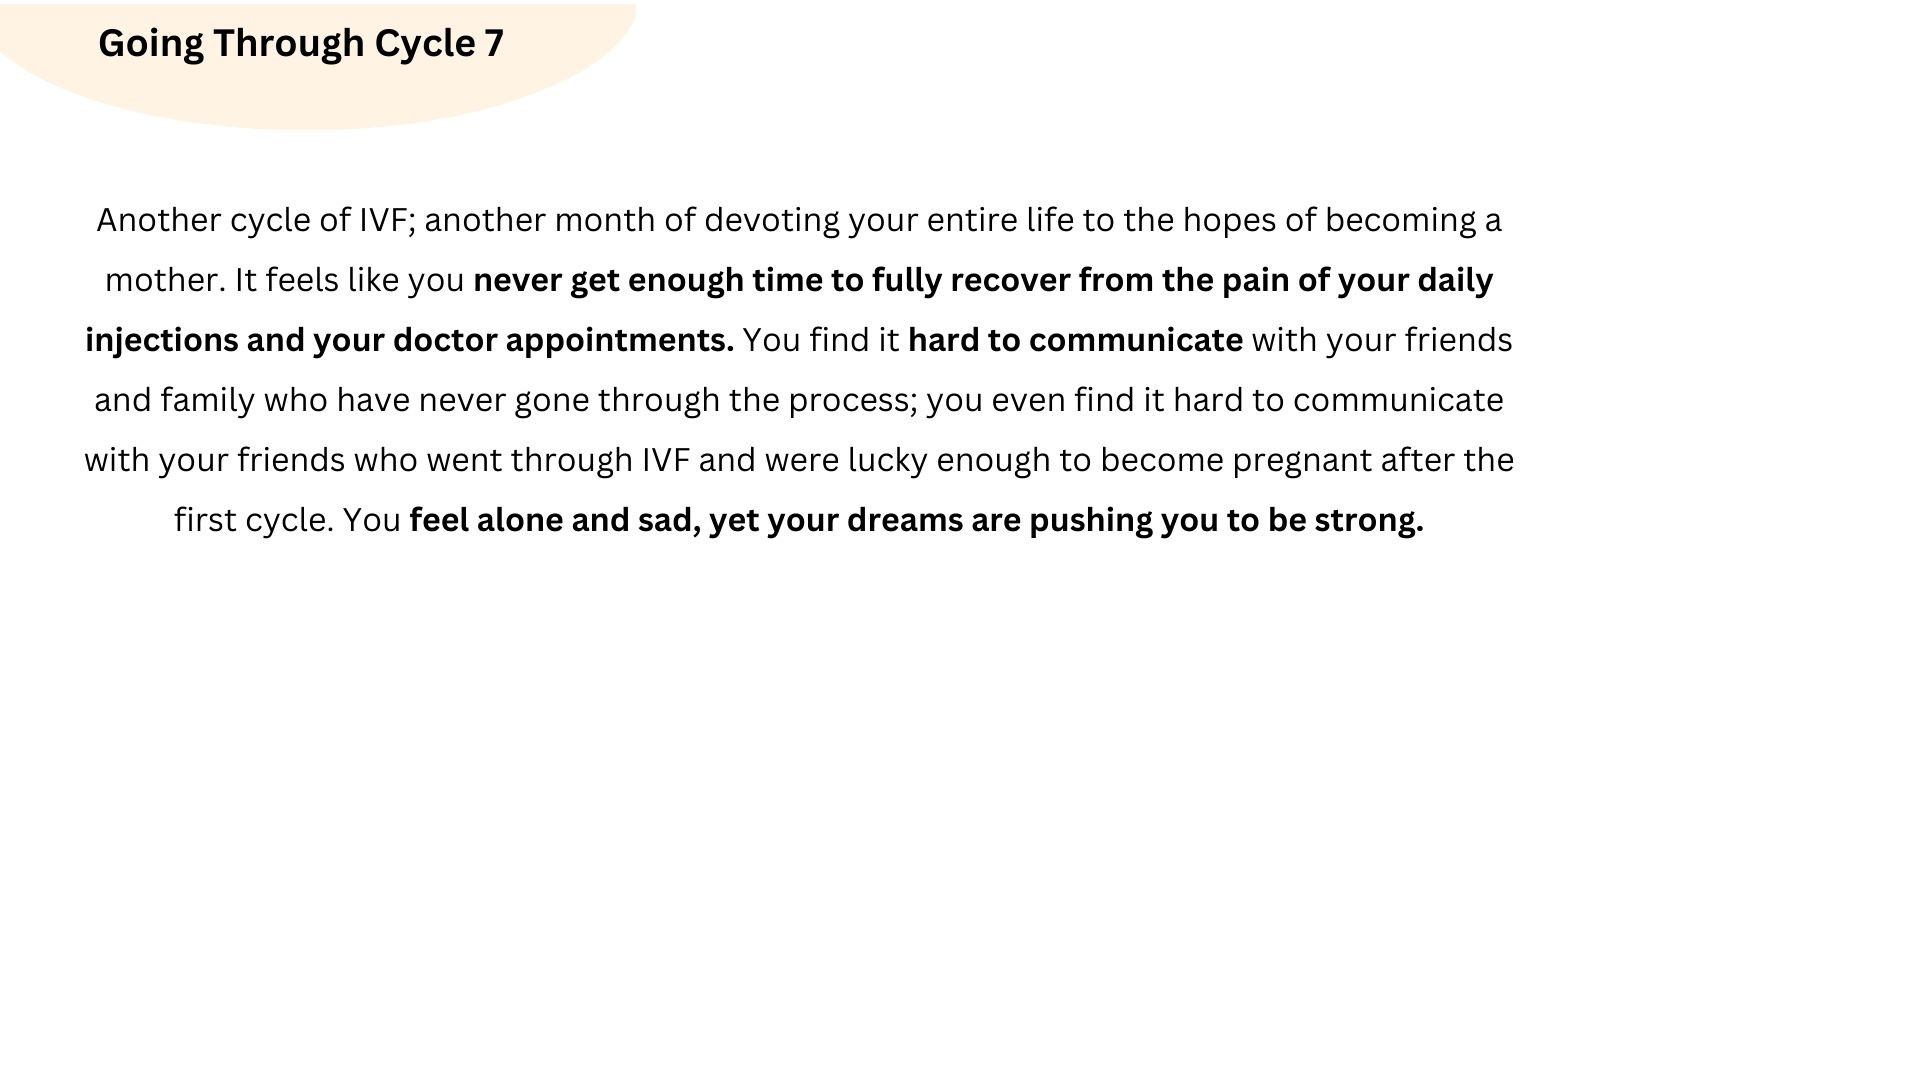 Going Through Cycle 7
Another cycle of IVF; another month of devoting your entire life to the hopes of becoming a
mother. It feels like you never get enough time to fully recover from the pain of your daily
injections and your doctor appointments. You find it hard to communicate with your friends
and family who have never gone through the process; you even find it hard to communicate
with your friends who went through IVF and were lucky enough to become pregnant after the
first cycle. You feel alone and sad, yet your dreams are pushing you to be strong.